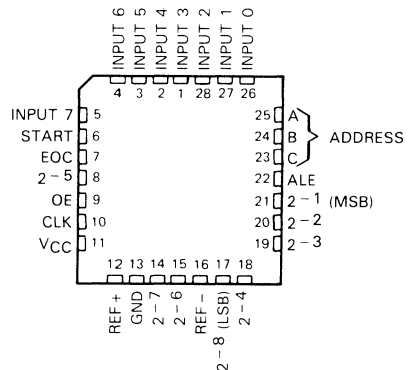 INPUT 6
INPUT 5
INPUT 4
INPUT 3
INPUT 2
INPUT 1
INPUT 0
4 3 2 1 28 27 26
INPUT 7 5
START 6
EOC 7
2-5 8
OE 9
CLK 10
VCC 11
25 A
24 B
23 C
ADDRESS
22 ALE
21 2-1 (MSB)
20 2-2
19 2-3
12 13 14 15 16 17 18
REF+
GND
2-7
2-6
REF-
2-8 (LSB)
2-4